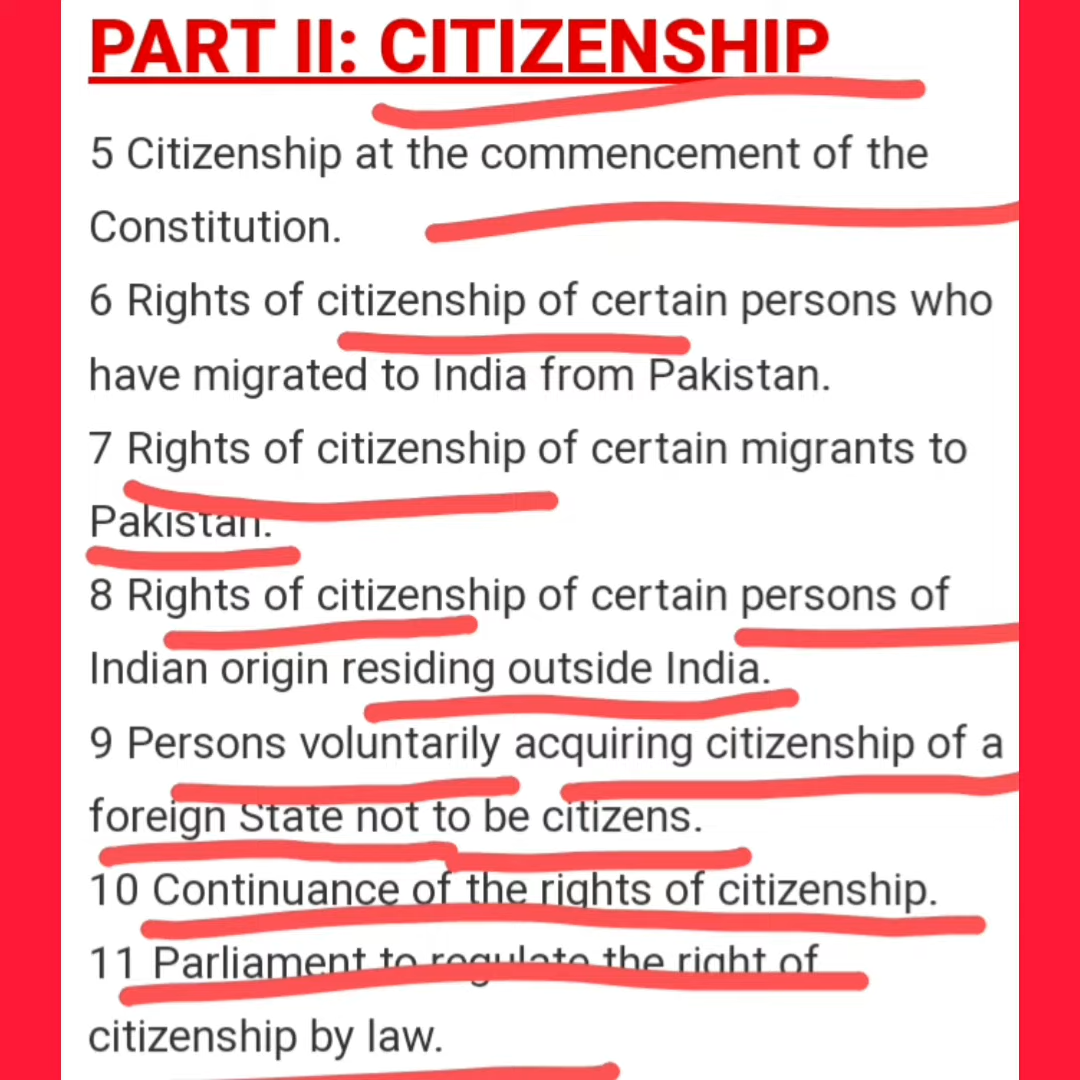 PART II: CITIZENSHIP
5 Citizenship at the commencement of the
Constitution.
6 Rights of citizenship of certain persons who
have migrated to India from Pakistan.
7 Rights of citizenship of certain migrants to
Pakistan.
8 Rights of citizenship of certain persons of
Indian origin residing outside India.
9 Persons voluntarily acquiring citizenship of a
foreign State not to be citizens.
10 Continuance of the rights of citizenship.
11 Parliament to regulate the right of
citizenship by law.